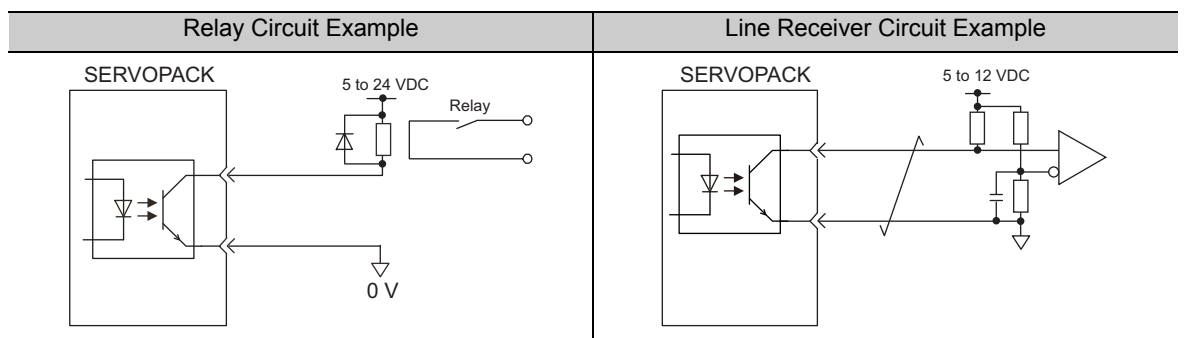 Relay Circuit Example
Line Receiver Circuit Example
SERVOPACK
5 to 24 VDC
Relay
0 V
SERVOPACK
5 to 12 VDC